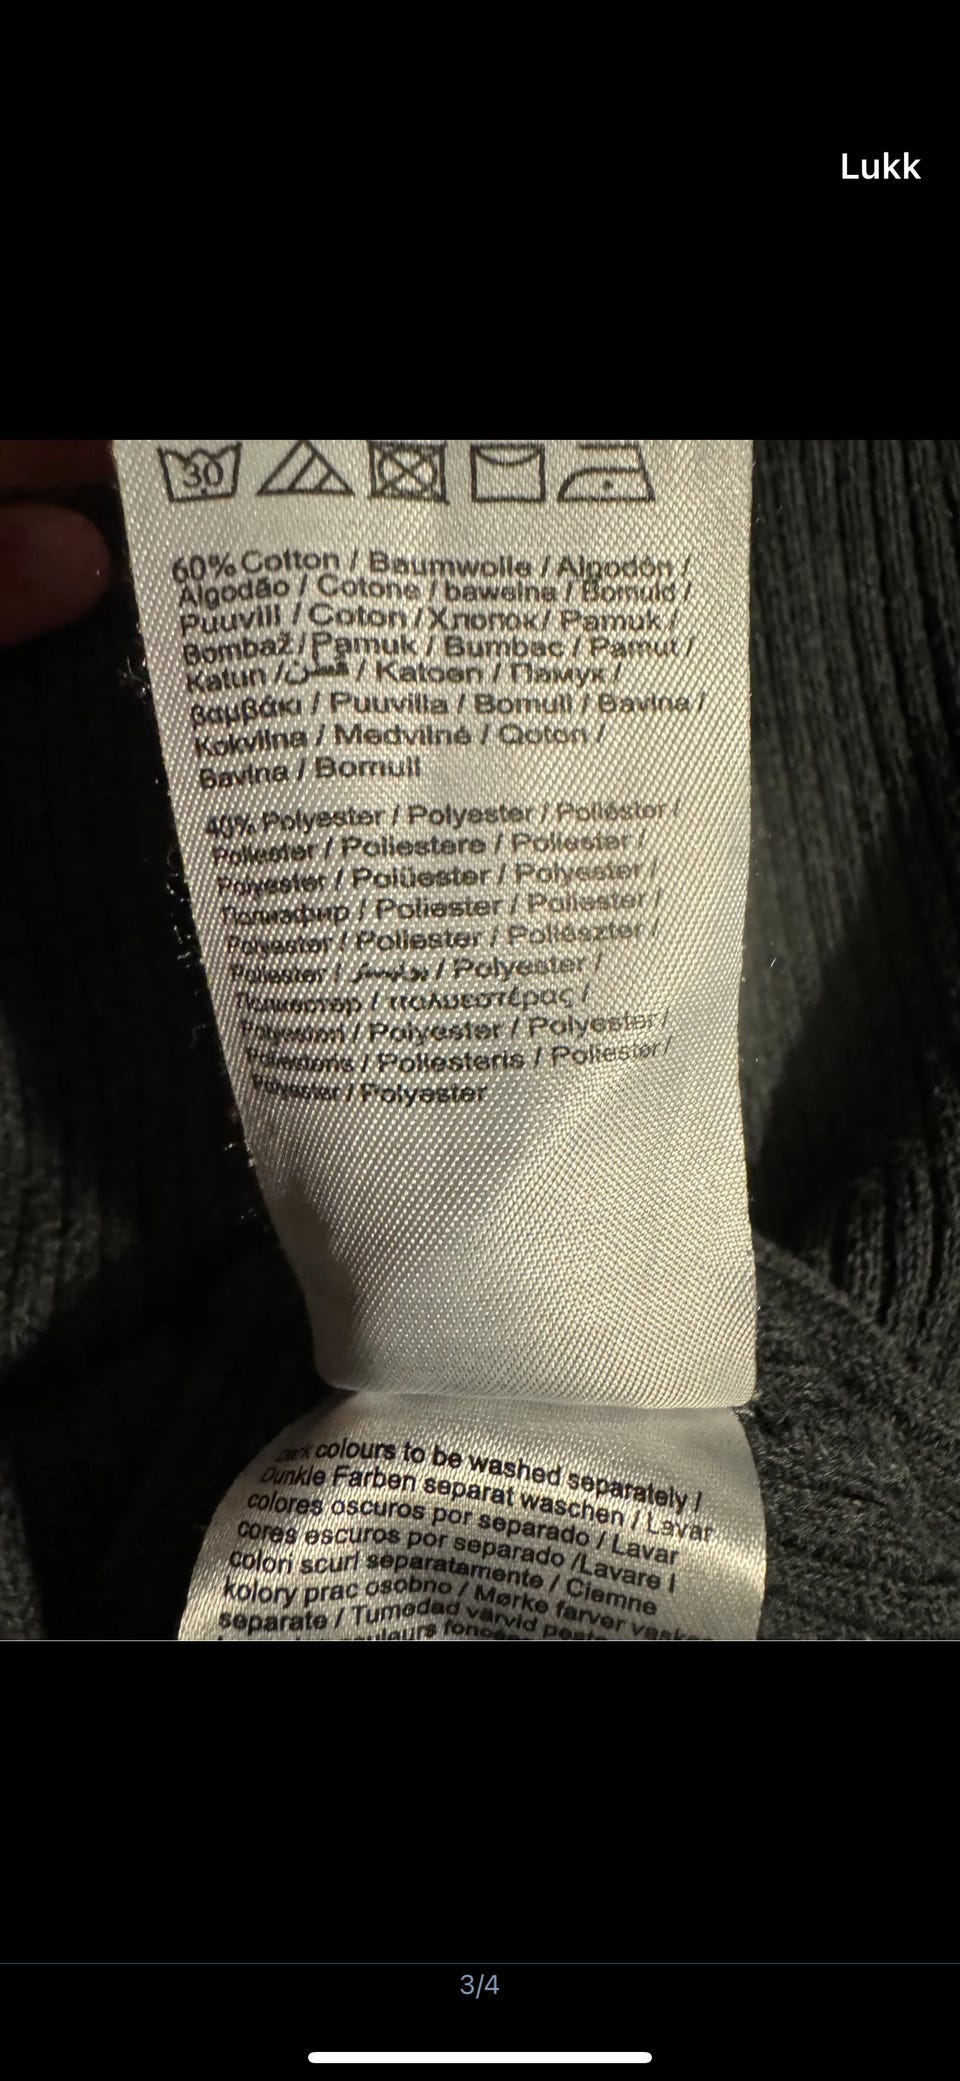 Lukk
30
60% Cotton / Baumwolle / Algodón /
Algodão / Cotone / bawełna / Bomuld /
Puuvill / Coton / Хлопок / Pamuk /
Bombaž / Pamuk / Bumbac / Pamut /
Katun / قطن / Katoen / Памук /
βαμβάκι / Puuvilla / Bomull / Bavlna /
Kokvilna / Medvilnė / Qoton /
Bavlna / Bomull
40% Polyester / Polyester / Poliéster /
Poliester / Poliestere / Poliester /
Polyester / Polüester / Polyester /
Полиэфир / Poliester / Poliester /
Polyester / Poliester / Poliészter /
Poliester / بوليستر / Polyester /
Полиестер / πολυεστέρας /
Polyesteri / Polyester / Polyester /
Poliesteris / Poliester /
Polyester / Polyester
Dark colours to be washed separately /
Dunkle Farben separat waschen / Lavar
colores oscuros por separado / Lavar
cores escuros por separado /Lavare i
colori scuri separatamente / Ciemne
kolory prac osobno / Mørke farver
separate / Tumedad varvid
couleurs
3/4